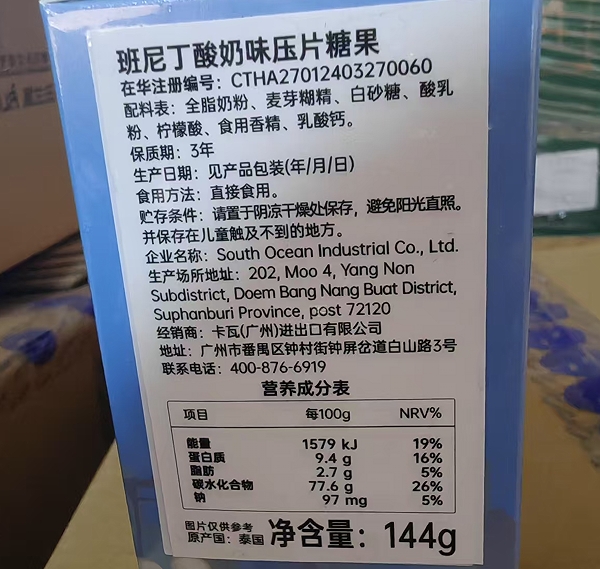 班尼丁酸奶味压片糖果
在华注册编号：CTHA27012403270060
配料表：全脂奶粉、麦芽糊精、白砂糖、酸乳
粉、柠檬酸、食用香精、乳酸钙。
保质期：3年
生产日期：见产品包装(年/月/日)
食用方法：直接食用。
贮存条件：请置于阴凉干燥处保存，避免阳光直照。
并保存在儿童触及不到的地方。
企业名称：South Ocean Industrial Co., Ltd.
生产场所地址：202, Moo 4, Yang Non
Subdistrict, Doem Bang Nang Buat District,
Suphanburi Province, post 72120
经销商：卡瓦(广州)进出口有限公司
地址：广州市番禺区钟村街钟屏岔道白山路3号
联系电话：400-876-6919
营养成分表
项目 每100g NRV%
能量 1579 kJ 19%
蛋白质 9.4 g 16%
脂肪 2.7 g 5%
碳水化合物 77.6 g 26%
钠 97 mg 5%
图片仅供参考
原产国：泰国 净含量：144g